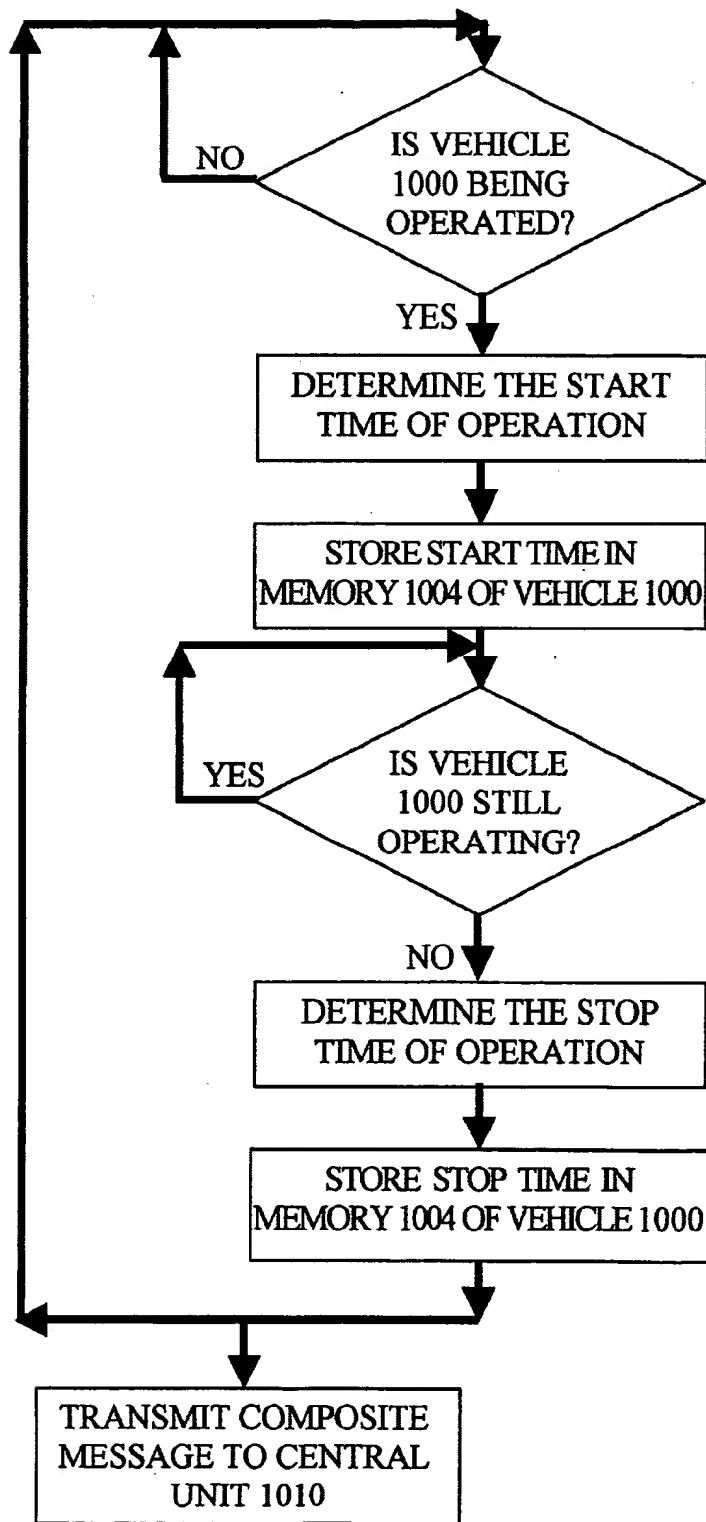 IS VEHICLE
1000 BEING
OPERATED?
NO
YES
DETERMINE THE START
TIME OF OPERATION
STORE START TIME IN
MEMORY 1004 OF VEHICLE 1000
YES
IS VEHICLE
1000 STILL
OPERATING?
NO
DETERMINE THE STOP
TIME OF OPERATION
STORE STOP TIME IN
MEMORY 1004 OF VEHICLE 1000
TRANSMIT COMPOSITE
MESSAGE TO CENTRAL
UNIT 1010